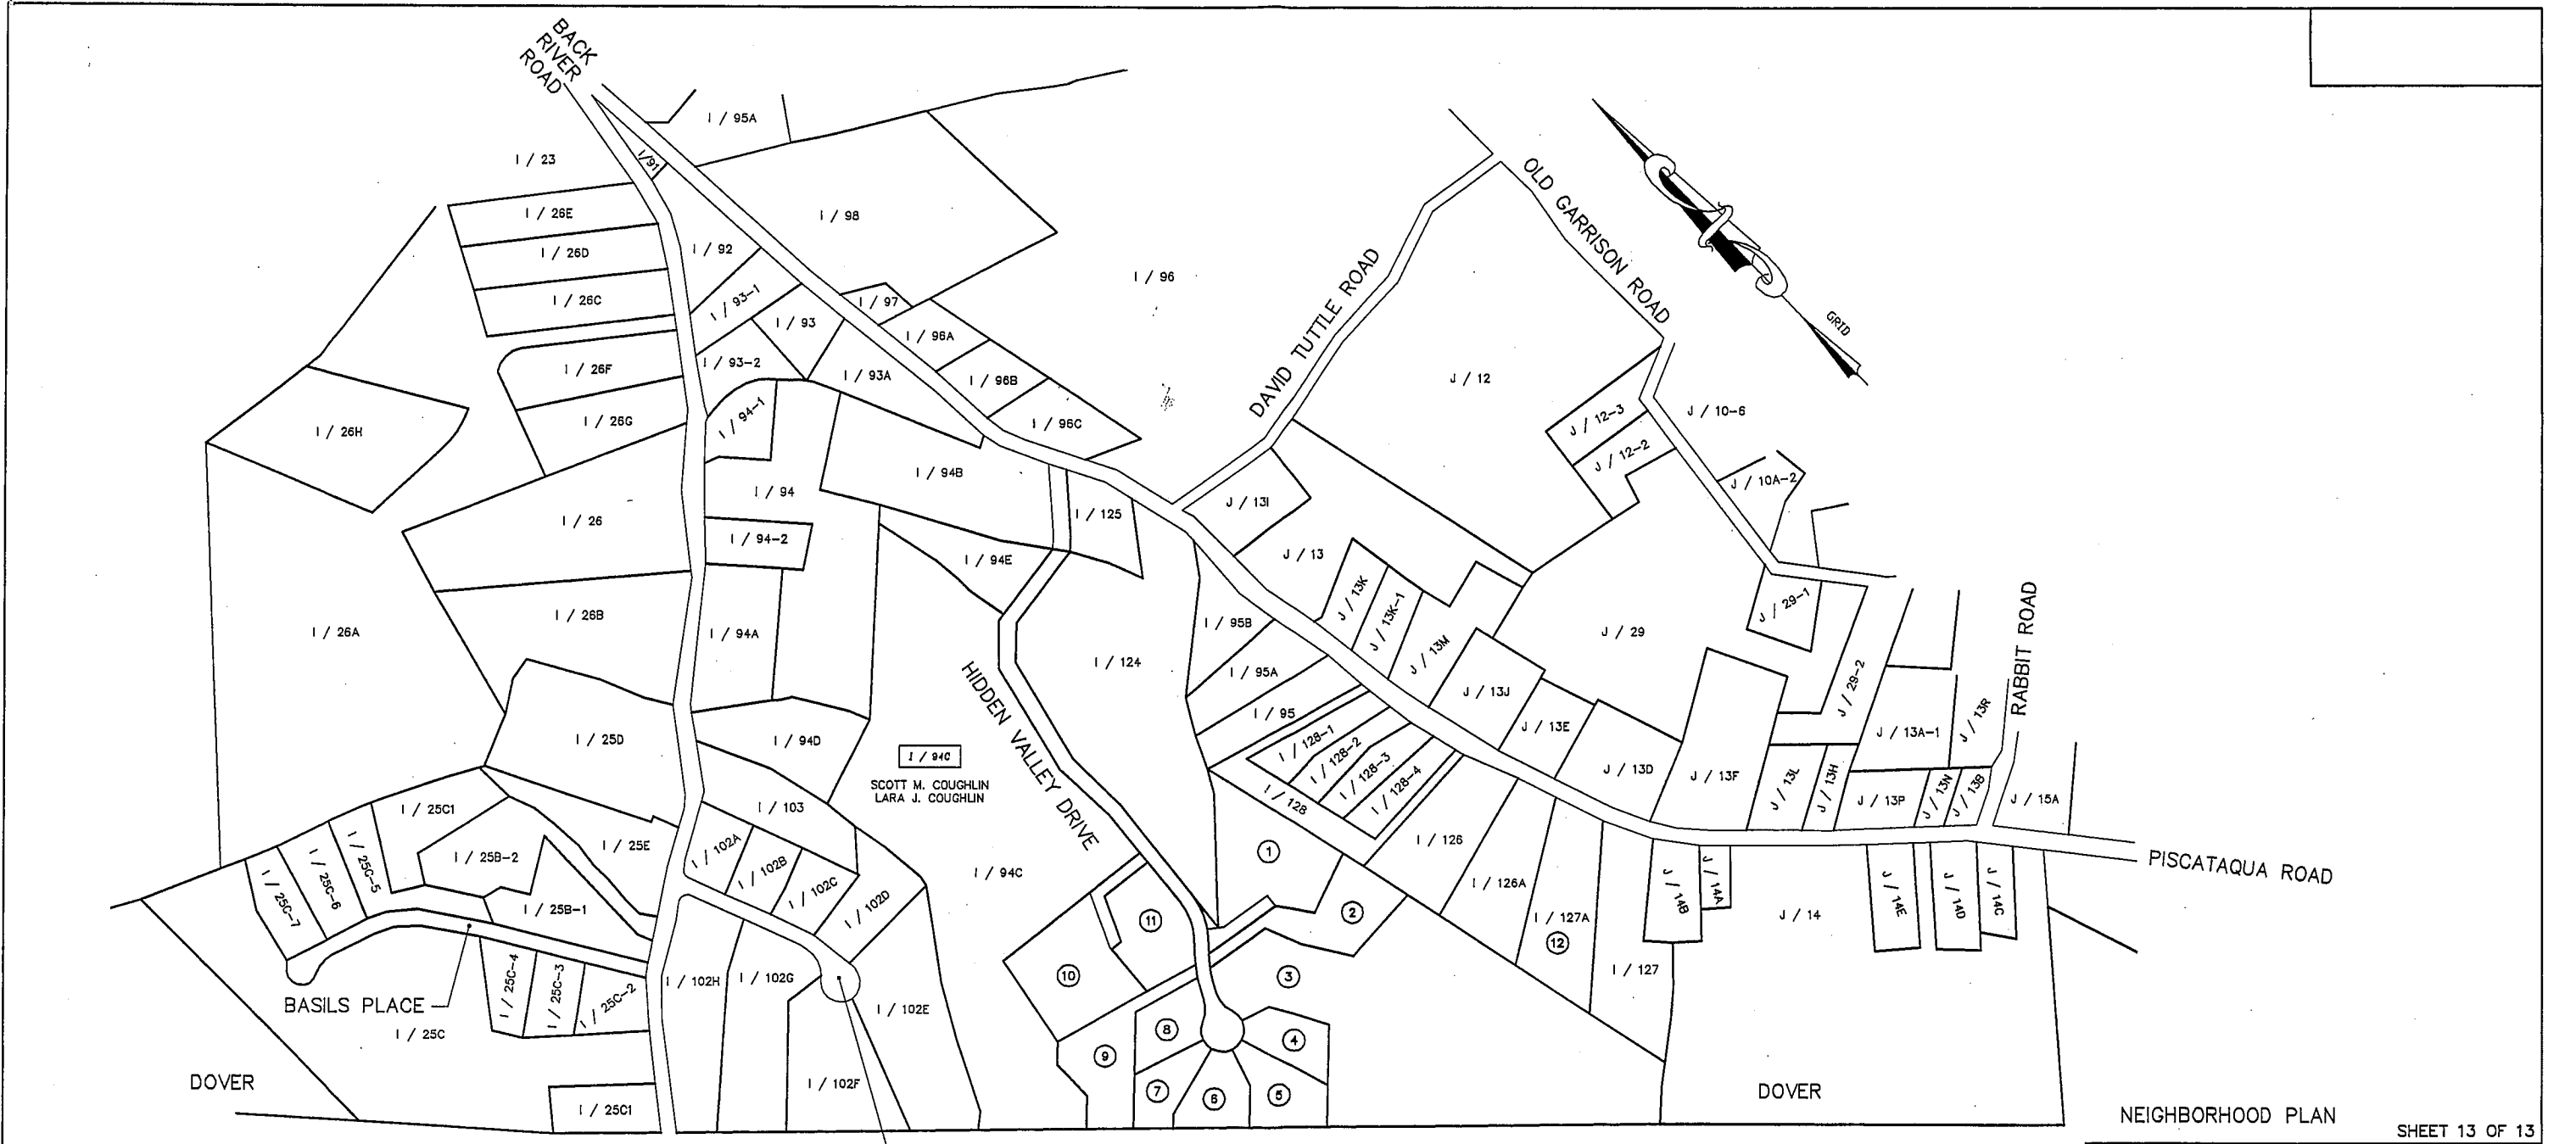 BACK
RIVER
ROAD
I / 95A
I / 23
I/91
I / 26E
I / 98
I / 26D
I / 92
I / 26C
I / 93-1
I / 97
I / 96
I / 93
I / 96A
I / 26F
I / 93-2
I / 93A
I / 96B
I / 26G
I / 94-1
I / 96C
I / 26H
I / 94B
I / 94
I / 26
I / 94-2
I / 125
I / 94E
I / 26B
I / 26A
I / 94A
I / 124
OLD GARRISON ROAD
DAVID TUTTLE ROAD
GRID
J / 12
J / 12-3
J / 10-6
J / 12-2
J / 10A-2
J / 13I
J / 13
J / 13K
J / 13K-1
J / 13M
J / 29-1
J / 29
J / 29-2
RABBIT ROAD
I / 95B
I / 95A
I / 95
J / 13J
J / 13E
J / 13D
J / 13F
J / 13L
J / 13H
J / 13A-1
J / 13R
J / 13P
J / 13N
J / 13B
J / 15A
PISCATAQUA ROAD
HIDDEN VALLEY DRIVE
I / 25D
I / 94D
I / 94C
SCOTT M. COUGHLIN
LARA J. COUGHLIN
I / 128-1
I / 128-2
I / 128-3
I / 128-4
I / 128
I / 103
I / 25C1
I / 25B-2
I / 25E
I / 102A
I / 102B
I / 102C
I / 102D
I / 94C
1
I / 126
I / 126A
I / 127A
12
I / 127
J / 14B
J / 14A
J / 14
J / 14E
J / 14D
J / 14C
I / 25C-7
I / 25C-6
I / 25C-5
I / 25B-1
11
2
10
3
I / 25C-4
I / 25C-3
I / 25C-2
I / 102H
I / 102G
I / 102E
BASILS PLACE
I / 25C
8
4
9
7
6
5
DOVER
I / 25C1
I / 102F
DOVER
NEIGHBORHOOD PLAN
SHEET 13 OF 13